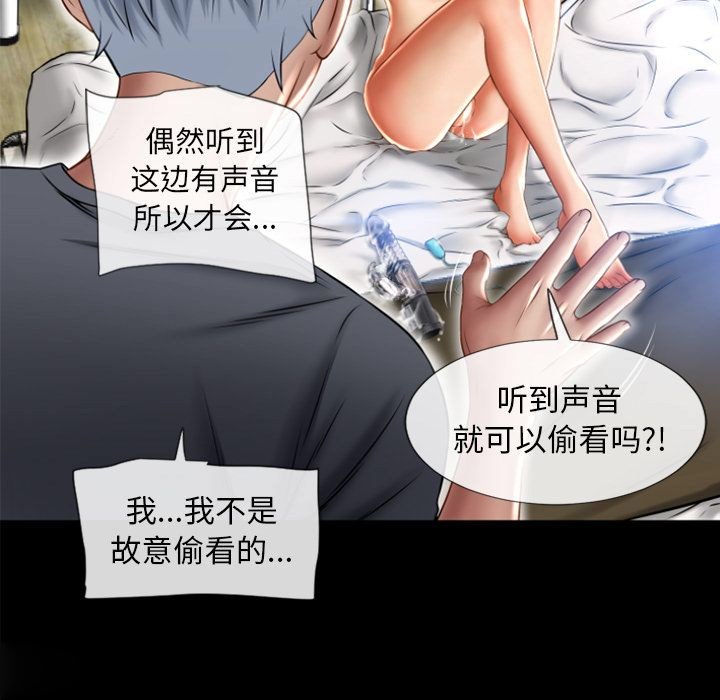 偶然听到
这边有声音
所以才会...
听到声音
就可以偷看吗?!
我...我不是
故意偷看的...